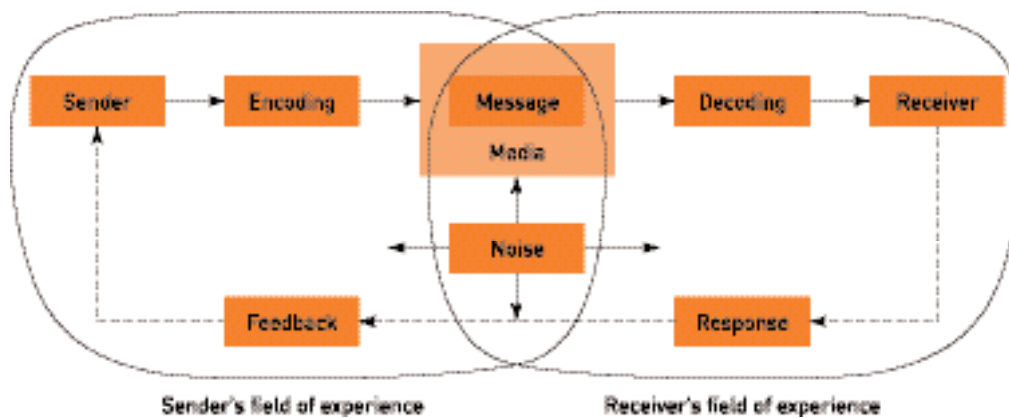 Sender
Encoding
Message
Decoding
Receiver
Media
Noise
Feedback
Response
Sender's field of experience
Receiver's field of experience